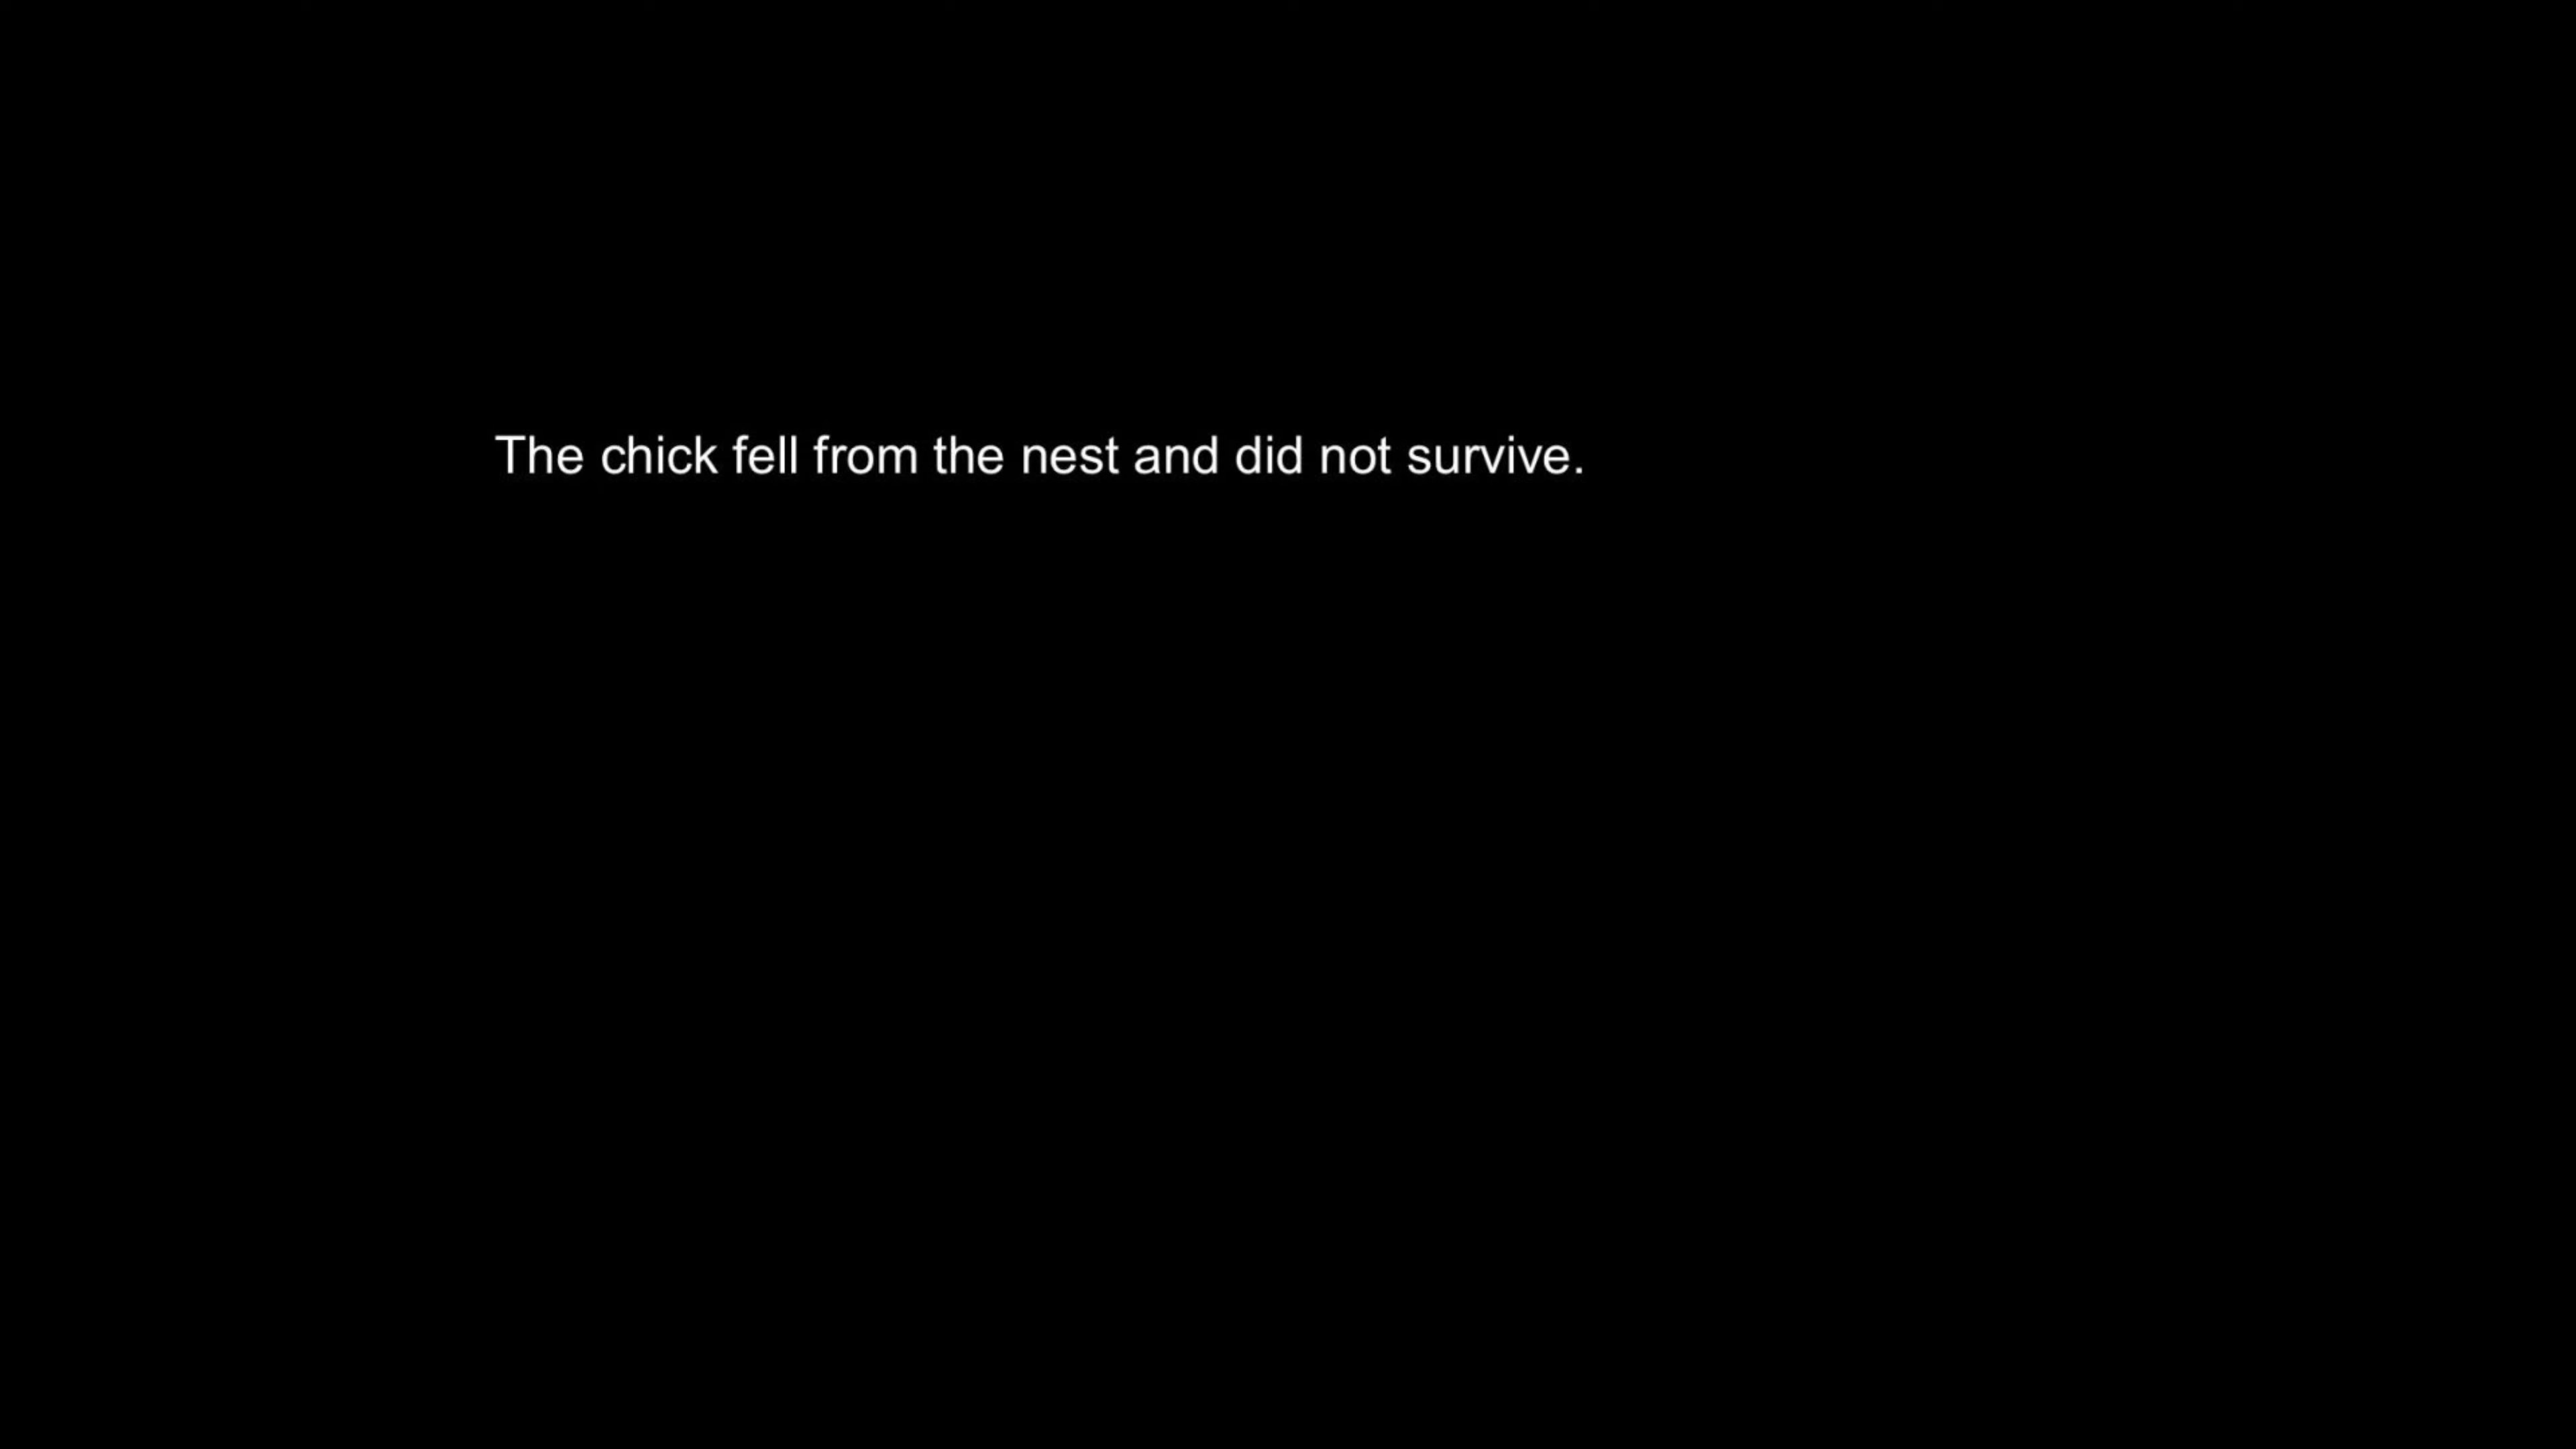 The chick fell from the nest and did not survive.